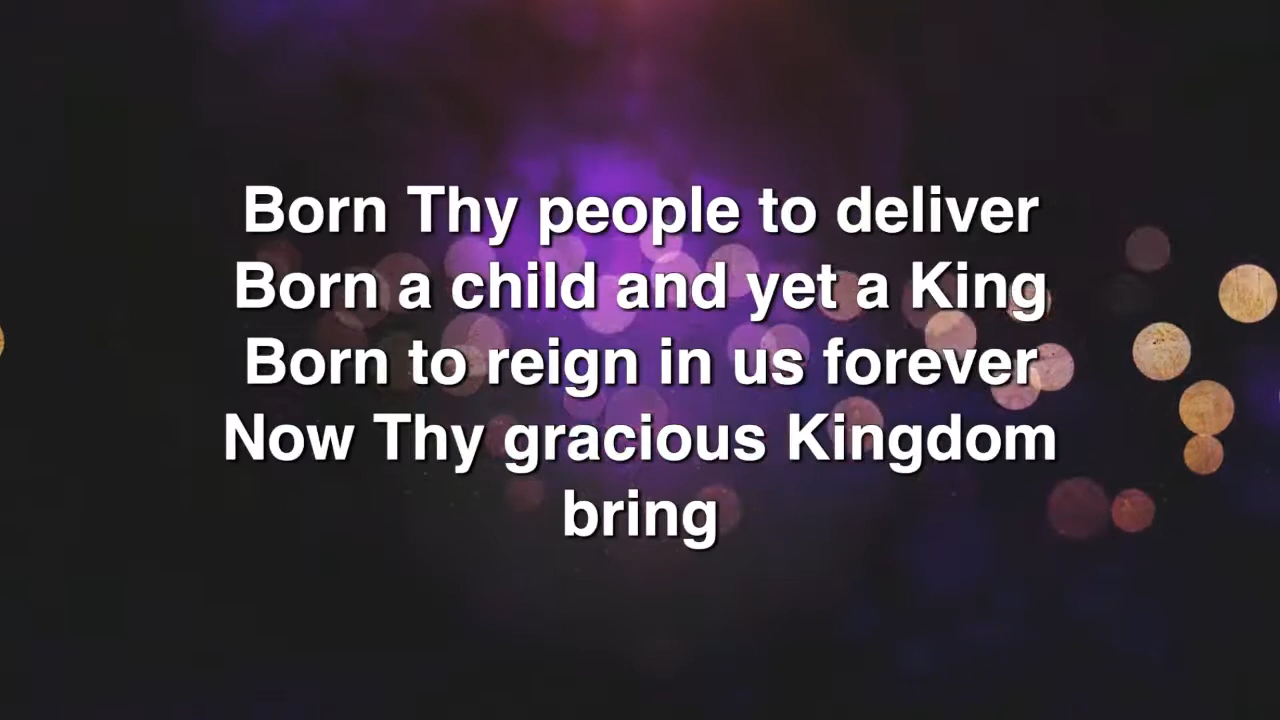 Born Thy people to deliver
Born a child and yet a King
Born to reign in us forever
Now Thy gracious Kingdom
bring